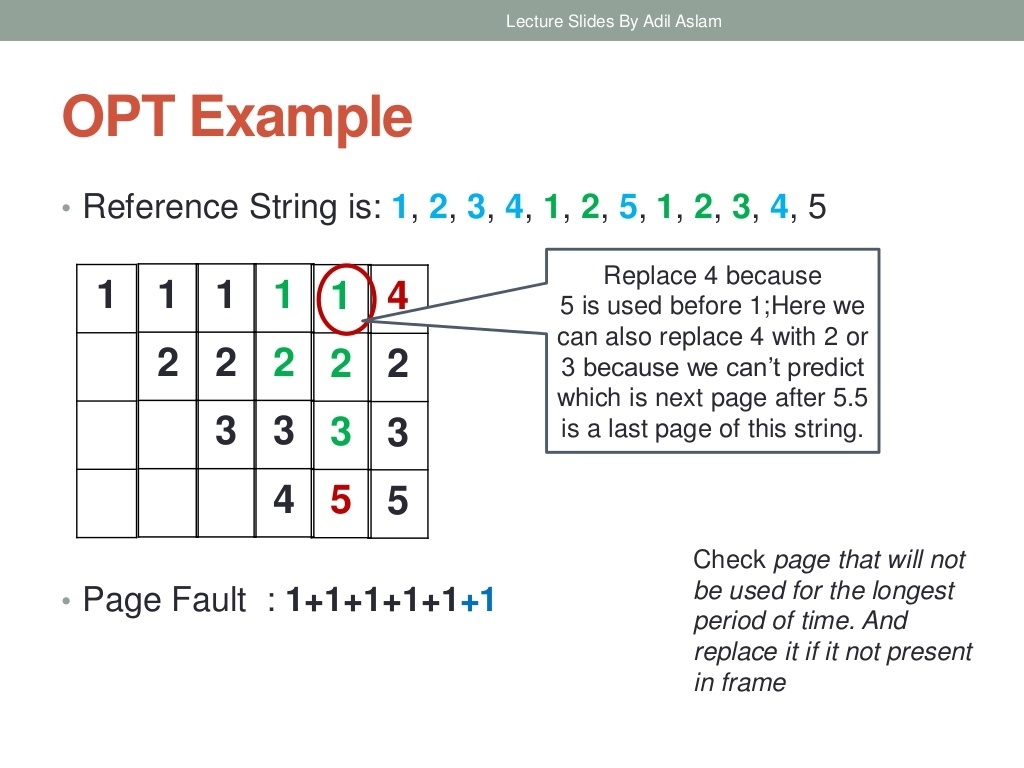 Lecture Slides By Adil Aslam
OPT Example
• Reference String is: 1, 2, 3, 4, 1, 2, 5, 1, 2, 3, 4, 5
1 1 1 1 1 4
2 2 2 2 2
3 3 3 3
4 5 5
Replace 4 because
5 is used before 1;Here we
can also replace 4 with 2 or
3 because we can't predict
which is next page after 5.5
is a last page of this string.
• Page Fault : 1+1+1+1+1+1
Check page that will not
be used for the longest
period of time. And
replace it if it not present
in frame